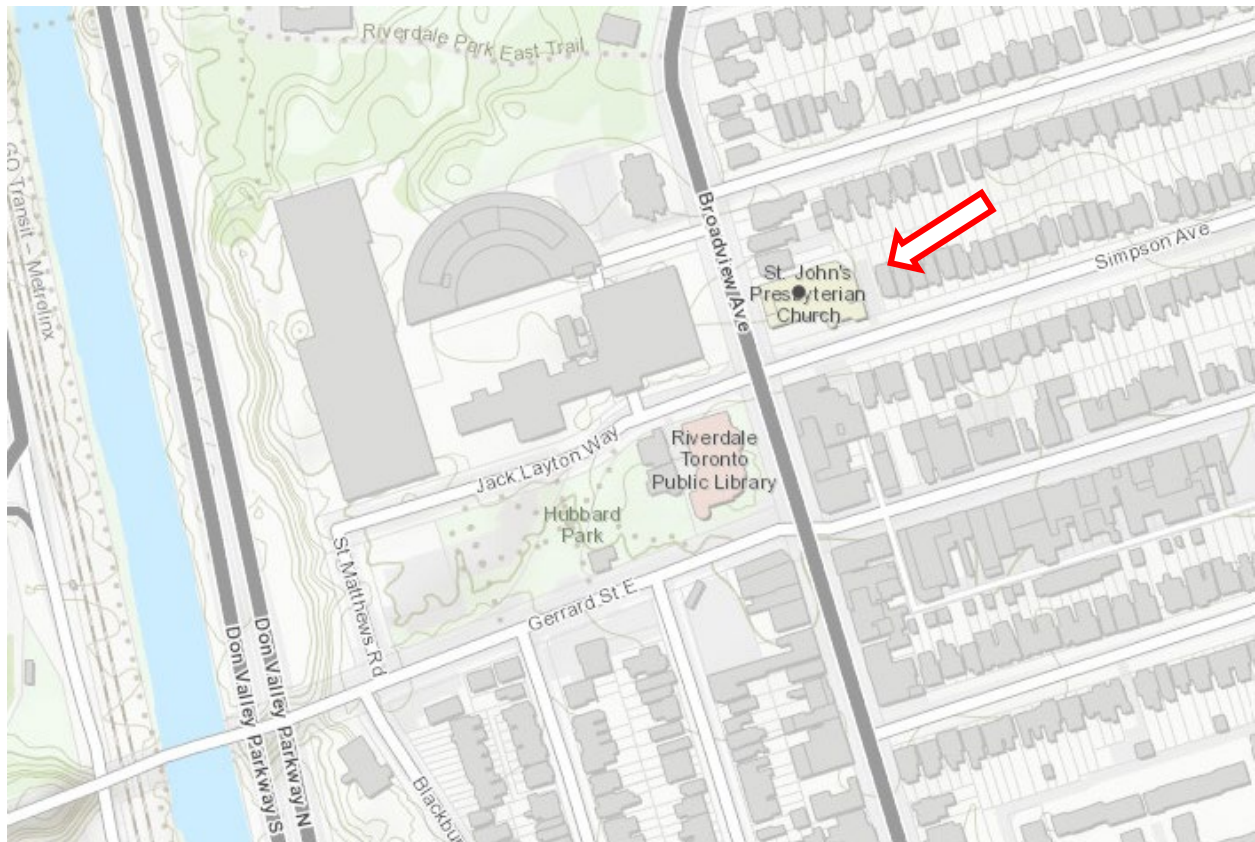 Riverdale Park East Trail
GO Transit – Metrolinx
Broadview Ave
St. John's
Presbyterian
Church
Simpson Ave
Riverdale
Toronto
Public Library
Jack Layton Way
Hubbard
Park
St Matthews Rd
Gerrard St E
Don Valley Parkway S
Don Valley Parkway N